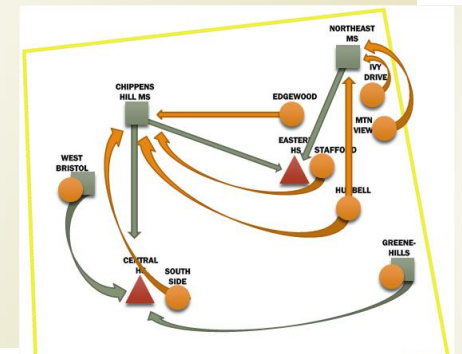 NORTHEAST
MS
IVY
DRIVE
CHIPPENS
HILL MS
EDGEWOOD
MTN
VIEW
EASTERN
HS
STAFFORD
WEST
BRISTOL
HUBBELL
GREENE-
HILLS
CENTRAL
HS
SOUTH
SIDE